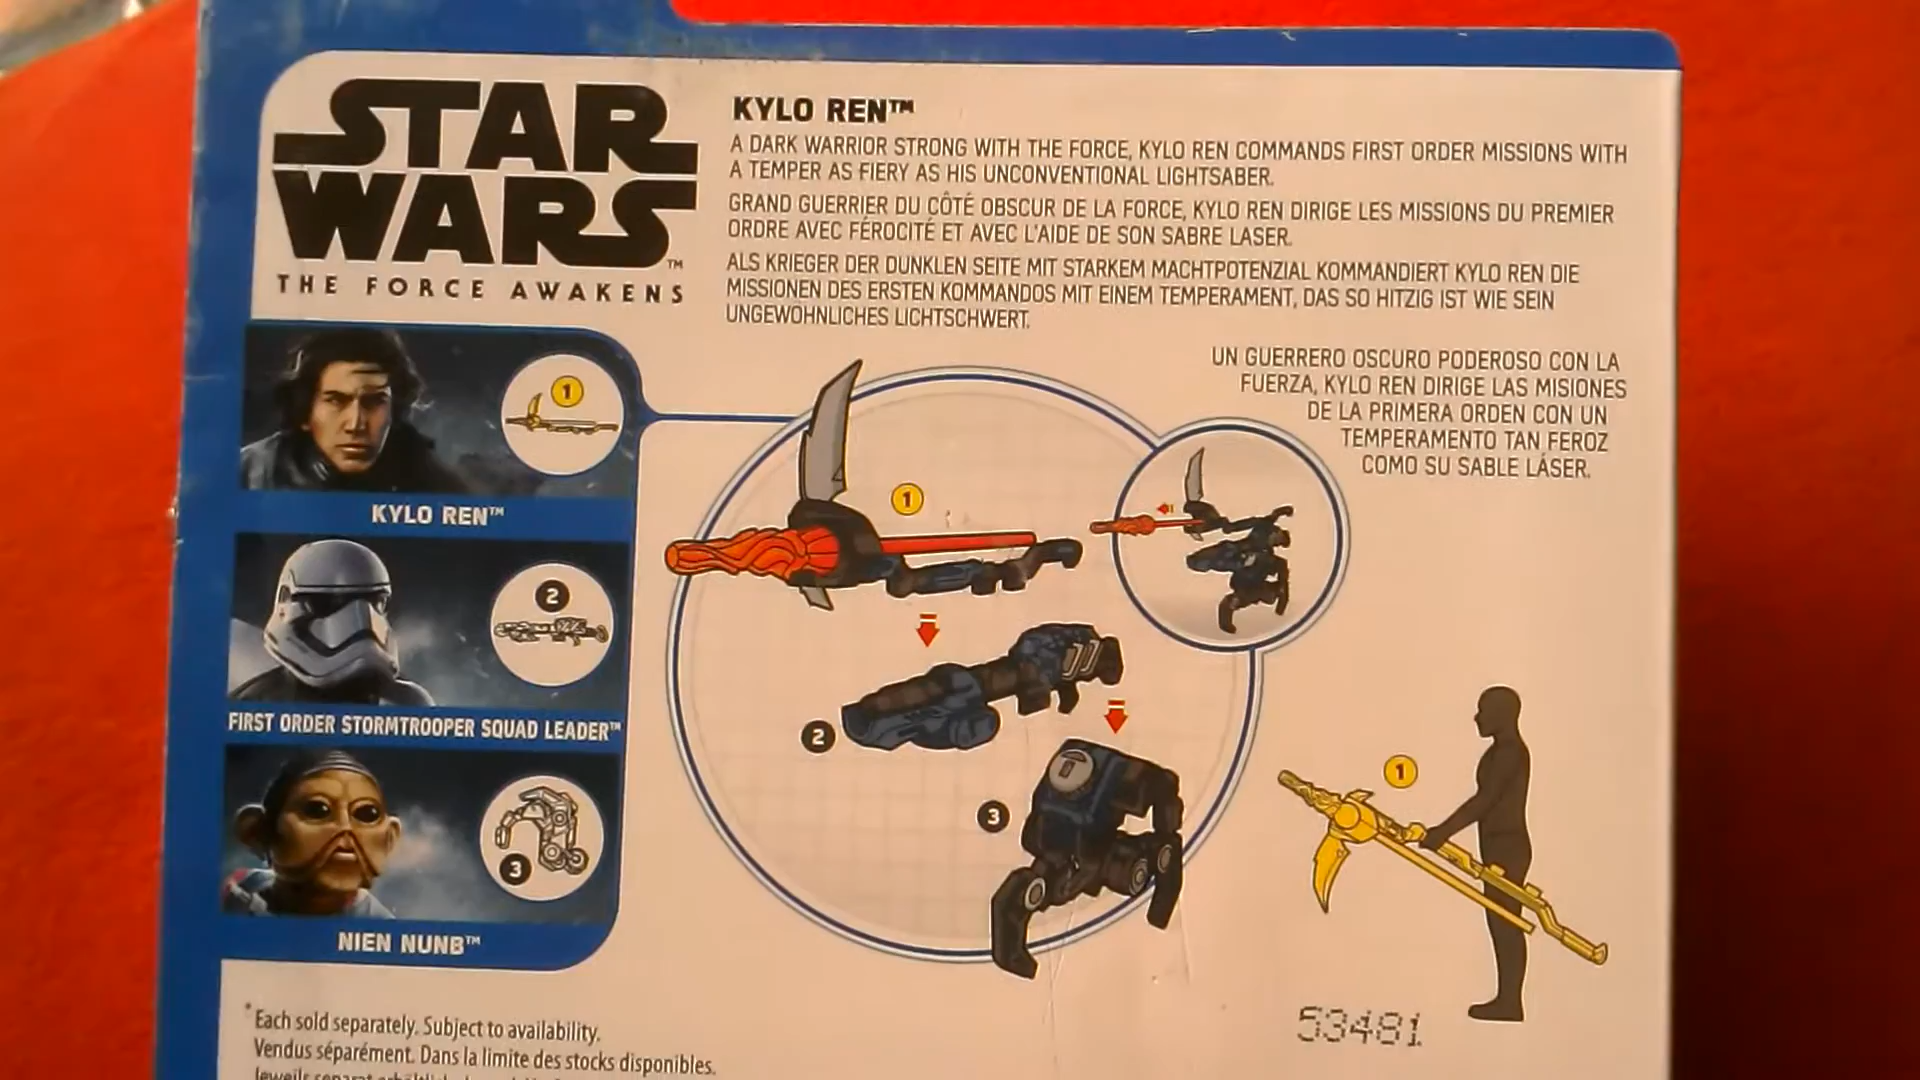 STAR
WARS™
THE FORCE AWAKENS
KYLO REN™
A DARK WARRIOR STRONG WITH THE FORCE, KYLO REN COMMANDS FIRST ORDER MISSIONS WITH
A TEMPER AS FIERY AS HIS UNCONVENTIONAL LIGHTSABER.
GRAND GUERRIER DU CÔTÉ OBSCUR DE LA FORCE, KYLO REN DIRIGE LES MISSIONS DU PREMIER
ORDRE AVEC FÉROCITÉ ET AVEC L'AIDE DE SON SABRE LASER.
ALS KRIEGER DER DUNKLEN SEITE MIT STARKEM MACHTPOTENZIAL KOMMANDIERT KYLO REN DIE
MISSIONEN DES ERSTEN KOMMANDOS MIT EINEM TEMPERAMENT, DAS SO HITZIG IST WIE SEIN
UNGEWOHNLICHES LICHTSCHWERT.
UN GUERRERO OSCURO PODEROSO CON LA
FUERZA, KYLO REN DIRIGE LAS MISIONES
DE LA PRIMERA ORDEN CON UN
TEMPERAMENTO TAN FEROZ
COMO SU SABLE LÁSER.
1
KYLO REN™
2
FIRST ORDER STORMTROOPER SQUAD LEADER™
3
NIEN NUNB™
1
2
3
1
53481
*Each sold separately. Subject to availability.
Vendus séparément. Dans la limite des stocks disponibles.
Jeweils separat